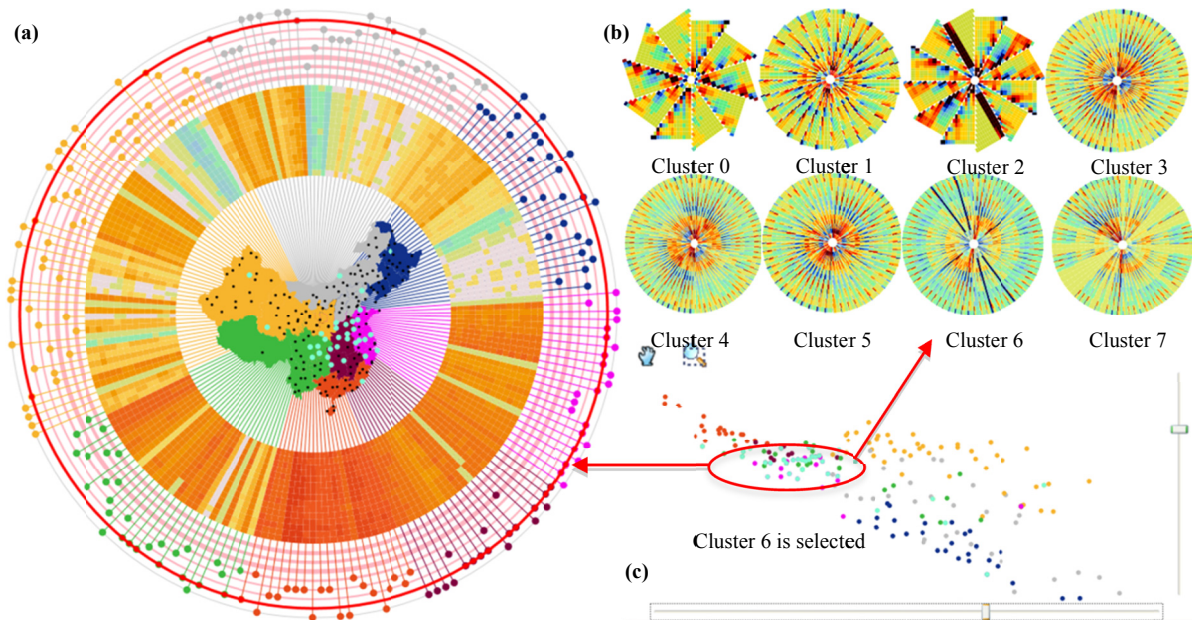 (a)
(b)
Cluster 0
Cluster 1
Cluster 2
Cluster 3
Cluster 4
Cluster 5
Cluster 6
Cluster 7
Cluster 6 is selected
(c)